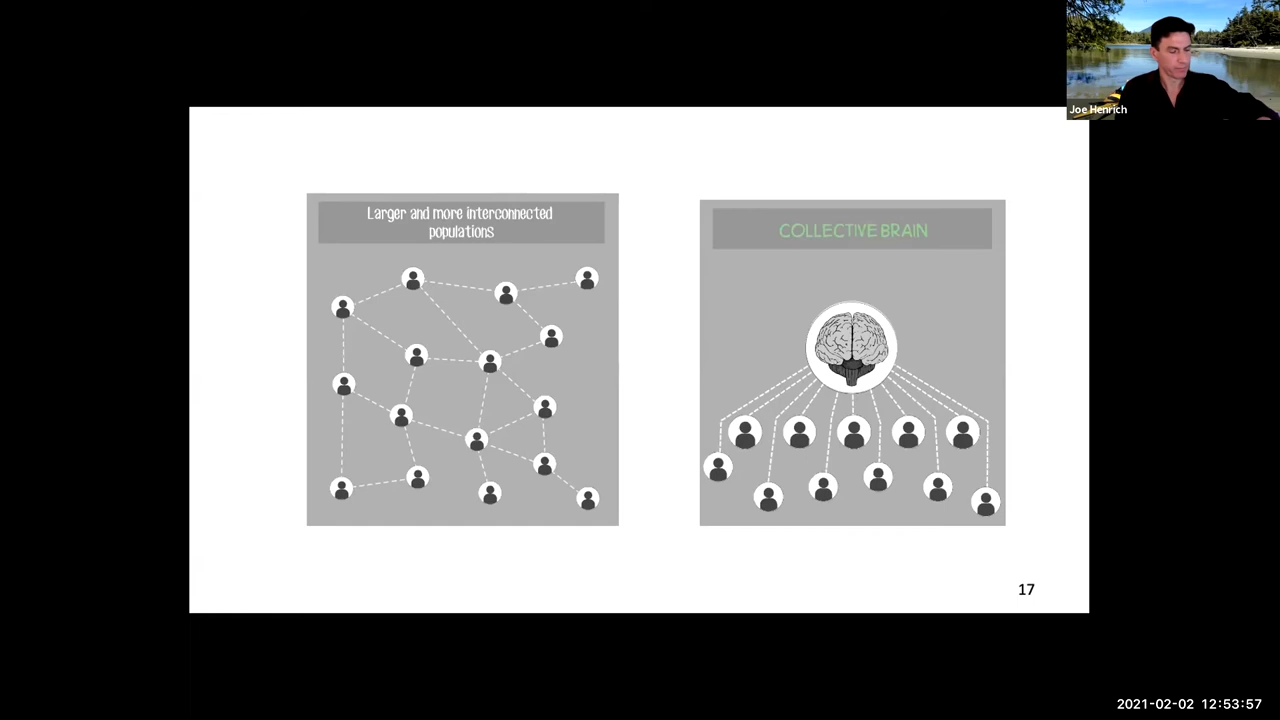 Joe Henrich
Larger and more interconnected
populations
COLLECTIVE BRAIN
17
2021-02-02 12:53:57